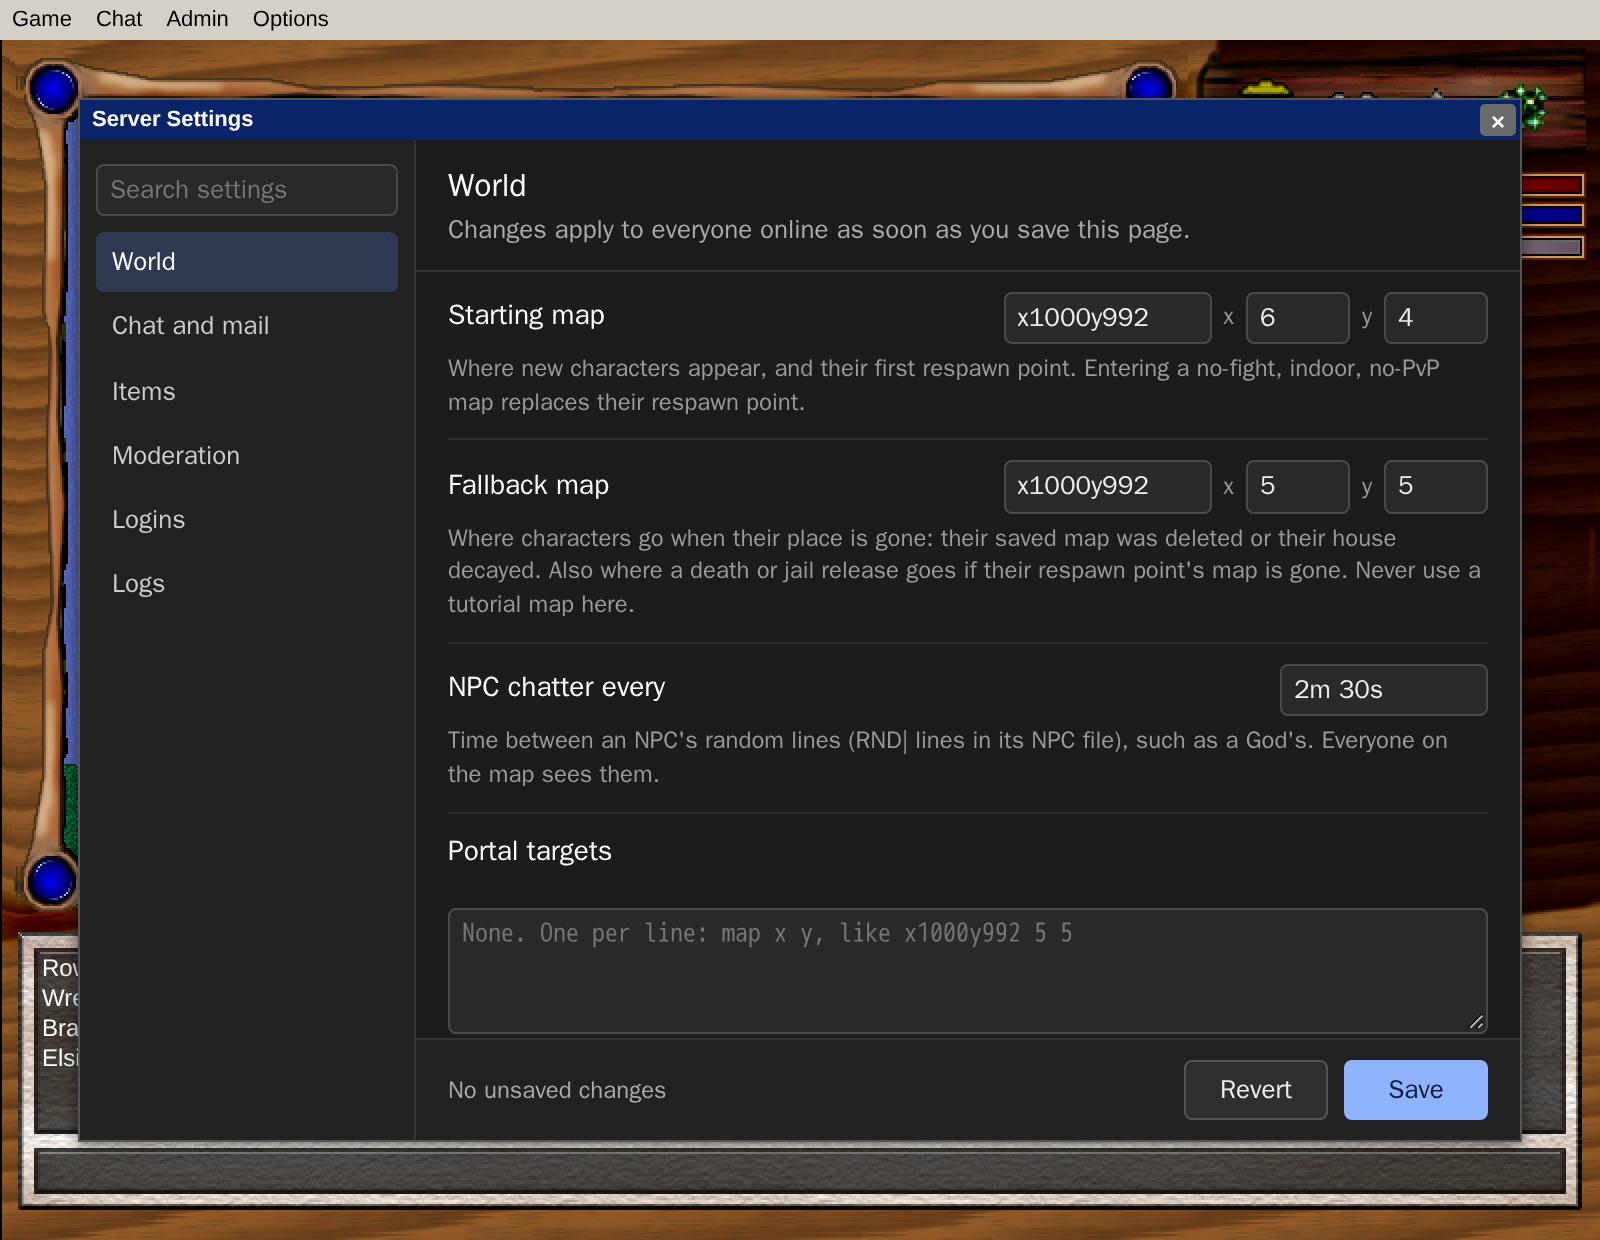 Game Chat Admin Options
Server Settings
Search settings
World
Chat and mail
Items
Moderation
Logins
Logs
World
Changes apply to everyone online as soon as you save this page.
Starting map x1000y992 x 6 y 4
Where new characters appear, and their first respawn point. Entering a no-fight, indoor, no-PvP
map replaces their respawn point.
Fallback map x1000y992 x 5 y 5
Where characters go when their place is gone: their saved map was deleted or their house
decayed. Also where a death or jail release goes if their respawn point's map is gone. Never use a
tutorial map here.
NPC chatter every 2m 30s
Time between an NPC's random lines (RND| lines in its NPC file), such as a God's. Everyone on
the map sees them.
Portal targets
None. One per line: map x y, like x1000y992 5 5
No unsaved changes Revert Save